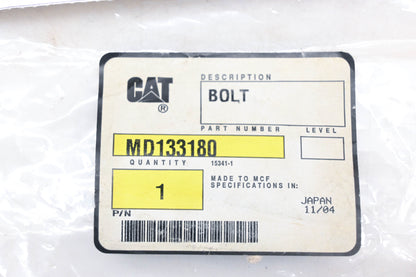 DESCRIPTION
CAT®
BOLT
PART NUMBER LEVEL
MD133180
QUANTITY 15341-1
1
MADE TO MCF
SPECIFICATIONS IN:
JAPAN
11/04
P/N